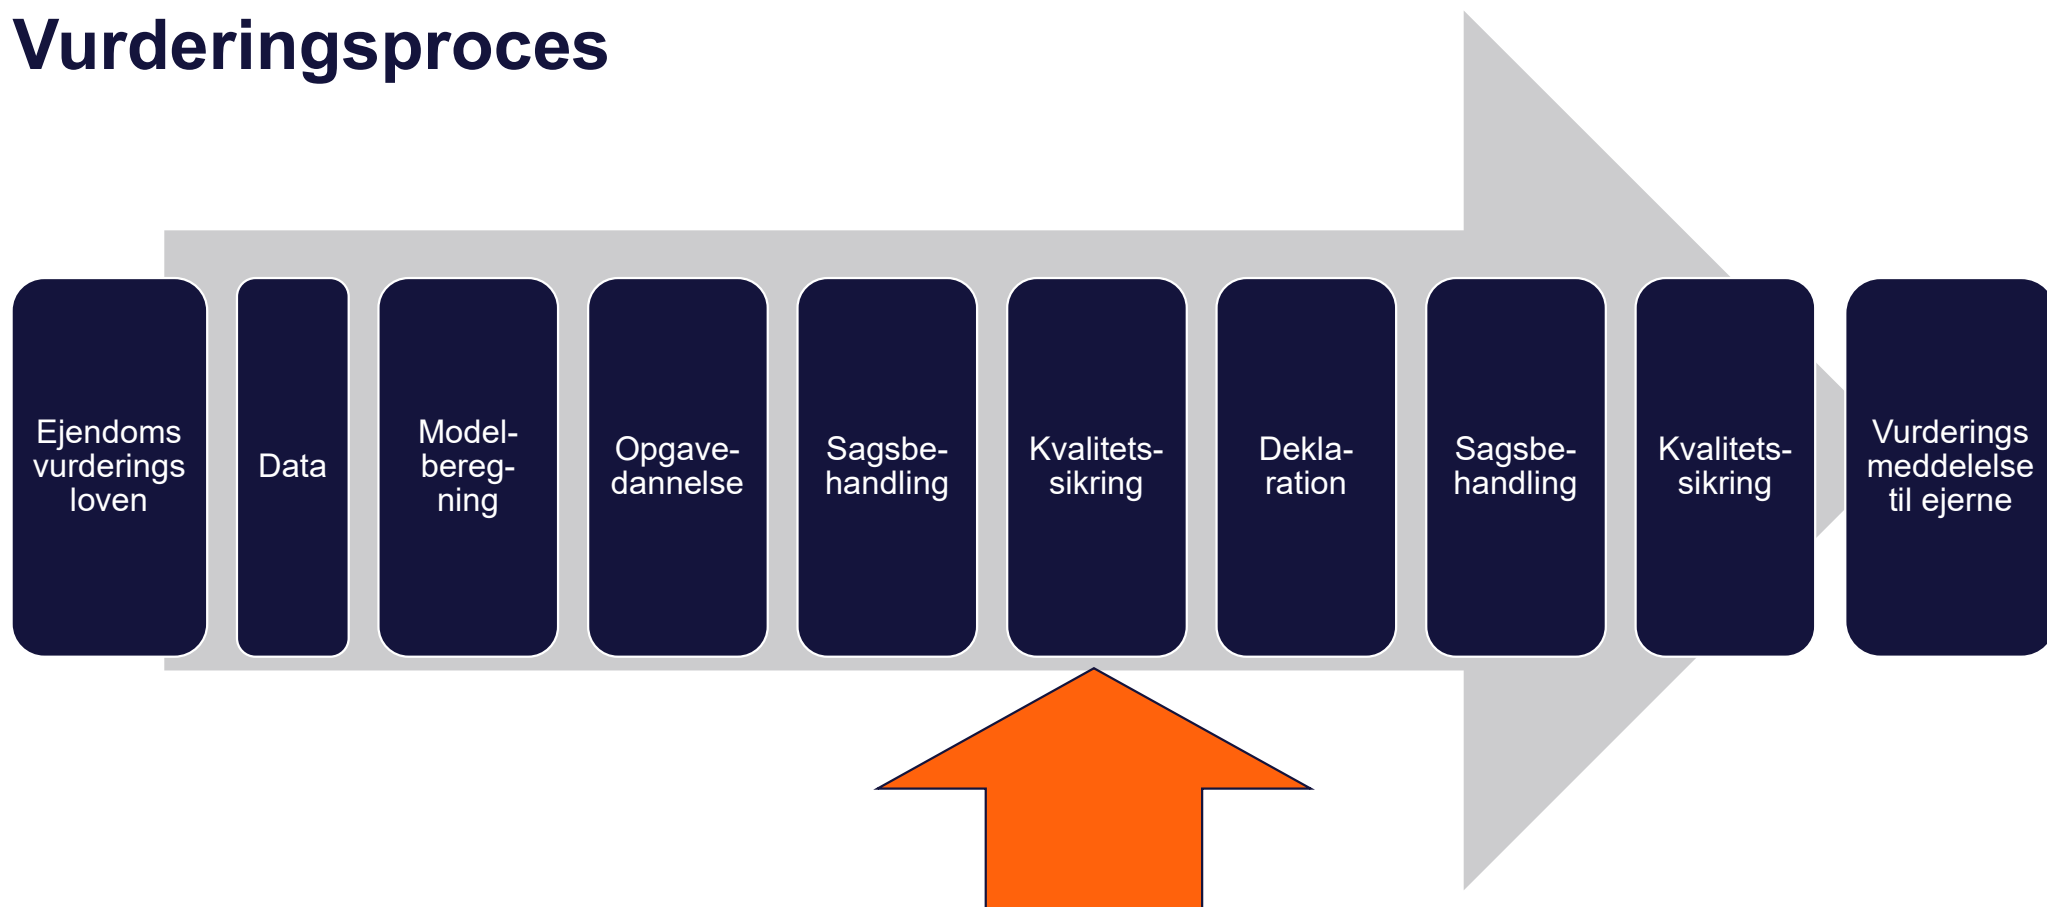 Vurderingsproces
Ejendoms
vurderings
loven
Data
Model-
bereg-
ning
Opgave-
dannelse
Sagsbe-
handling
Kvalitets-
sikring
Dekla-
ration
Sagsbe-
handling
Kvalitets-
sikring
Vurderings
meddelelse
til ejerne